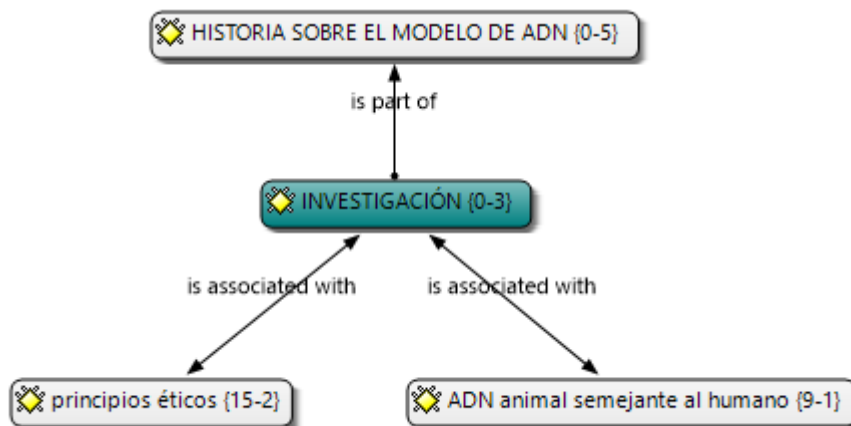 HISTORIA SOBRE EL MODELO DE ADN {0-5}
is part of
INVESTIGACIÓN {0-3}
is associated with
is associated with
principios éticos {15-2}
ADN animal semejante al humano {9-1}